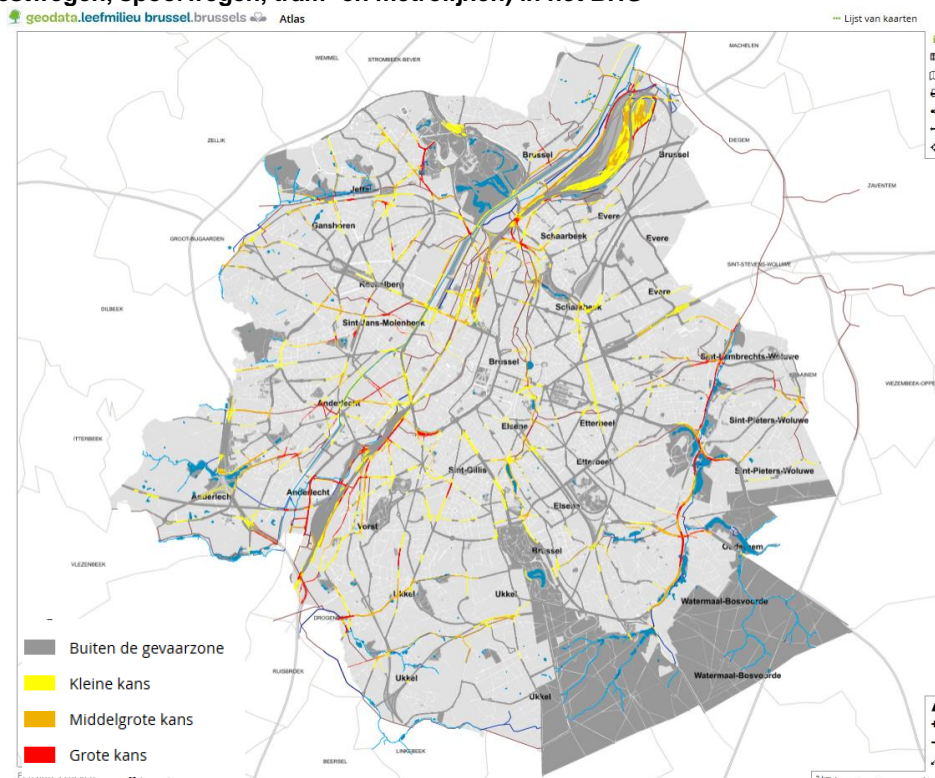 geodata.leefmilieu brussel.brussels Atlas
Lijst van kaarten
MACHELEN
WEMMEL
STROMBEEK-BEVER
ZELLIK
DIEGEM
Brussel
Brussel
ZAVENTEM
Jette
Evere
Ganshoren
Schaarbeek
Evere
GROOT-BIJGAARDEN
SINT-STEVENS-WOLUWE
Koekelberg
Evere
DILBEEK
Schaarbeek
Sint-Jans-Molenbeek
Sint-Lambrechts-Woluwe
Brussel
KRAAINEM
WEZEMBEEK-OPPE
Anderlecht
Elsene
Etterbeek
Sint-Pieters-Woluwe
ITTERBEEK
Sint-Gillis
Etterbeek
Sint-Pieters-Woluwe
Anderlech
Anderlecht
Elsene
Vorst
Brussel
Oudergem
VLEZENBEEK
Ukkel
Ukkel
Watermaal-Bosvoorde
DROGENBOS
Buiten de gevaarzone
RUISBROEK
Ukkel
Watermaal-Bosvoorde
Kleine kans
Ukkel
Middelgrote kans
LINKEBEEK
Grote kans
BEERSEL